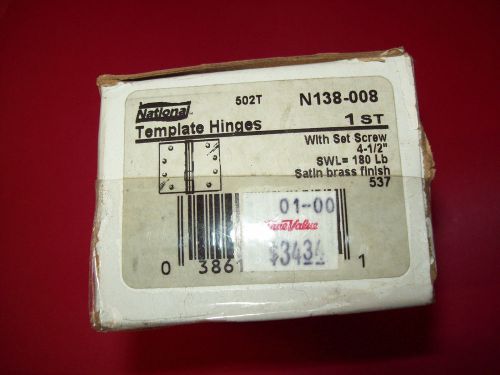 National
502T
N138-008
Template Hinges
1 ST
With Set Screw
4-1/2"
SWL= 180 Lb
Satin brass finish
537
01-00
True Value
$3434
0 3861 1